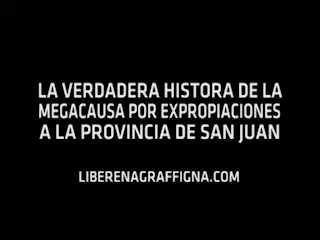 LA VERDADERA HISTORA DE LA
MEGACAUSA POR EXPROPIACIONES
A LA PROVINCIA DE SAN JUAN
LIBERENAGRAFFIGNA.COM